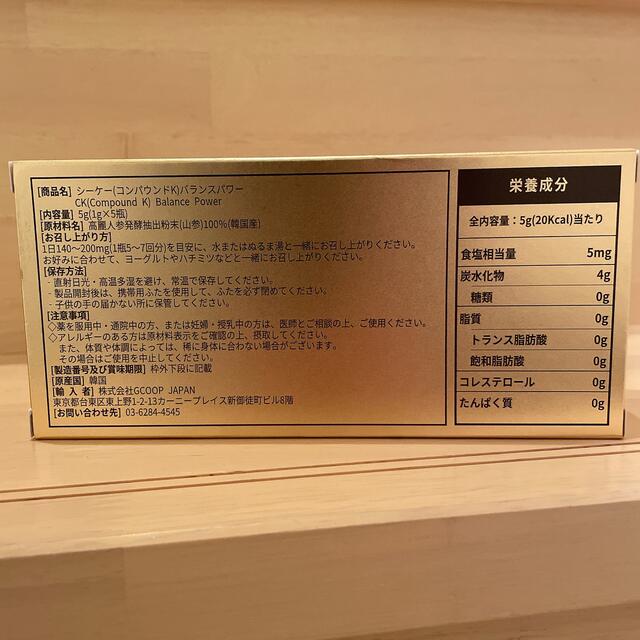 [商品名] シーケー(コンパウンドK)バランスパワー
CK(Compound K) Balance Power
[内容量] 5g(1g×5瓶)
[原材料名] 高麗人参発酵抽出粉末(山参)100%(韓国産)
[お召し上がり方]
1日140~200mg(1瓶5~7回分)を目安に、水またはぬるま湯と一緒にお召し上がりください。
お好みに合わせて、ヨーグルトやハチミツなどと一緒にお召し上がりください。
[保存方法]
- 直射日光・高温多湿を避け、常温で保存してください。
- 製品開封後は、携帯用ふたを使用して、ふたを必ず閉めてください。
- 子供の手の届かない所に保管してください。
[注意事項]
◇薬を服用中・通院中の方、または妊婦・授乳中の方は、医師とご相談の上、ご使用ください。
◇アレルギーのある方は原材料表示をご確認の上、摂取してください。
また、体質や体調によっては、稀に身体に合わない場合がございます。
その場合はご使用を中止してください。
[製造番号及び賞味期限] 枠外下段に記載
[原産国] 韓国
[輸 入 者] 株式会社GCOOP JAPAN
東京都台東区東上野1-2-13カーニープレイス新御徒町ビル8階
[お問い合わせ先] 03-6284-4545
栄養成分
全内容量：5g(20Kcal)当たり
食塩相当量 5mg
炭水化物 4g
糖類 0g
脂質 0g
トランス脂肪酸 0g
飽和脂肪酸 0g
コレステロール 0g
たんぱく質 0g